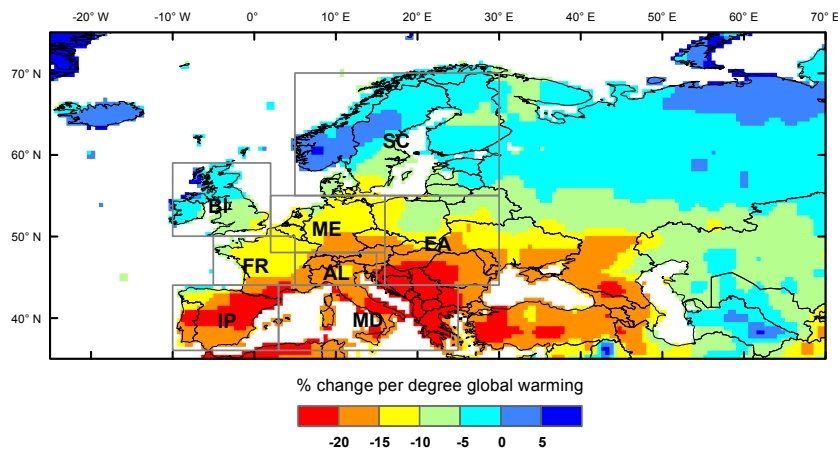 -20° W -10° W 0° 10° E 20° E 30° E 40° E 50° E 60° E 70° E
70° N
SC
60° N
BI
ME
EA
50° N
FR
AL
IP MD
40° N
% change per degree global warming
-20 -15 -10 -5 0 5